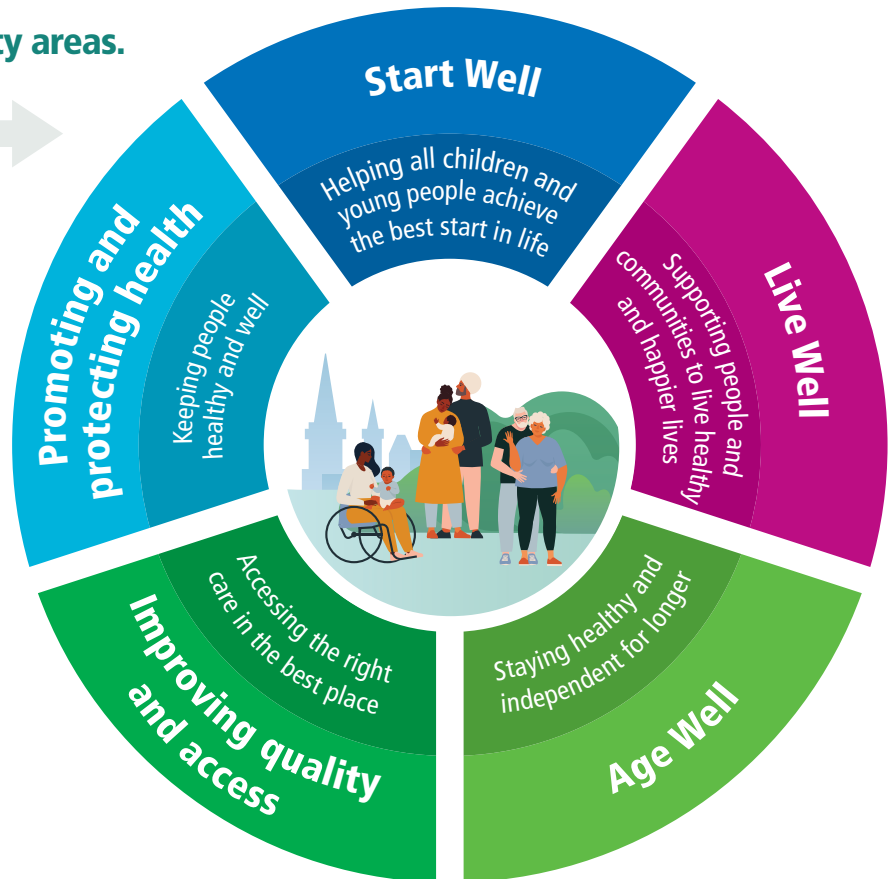 ty areas.
Start Well
Helping all children and
young people achieve
the best start in life
Live Well
Supporting people and
communities to live healthy
and happier lives
Age Well
Staying healthy and
independent for longer
Improving quality
and access
Accessing the right
care in the best place
Promoting and
protecting health
Keeping people
healthy and well